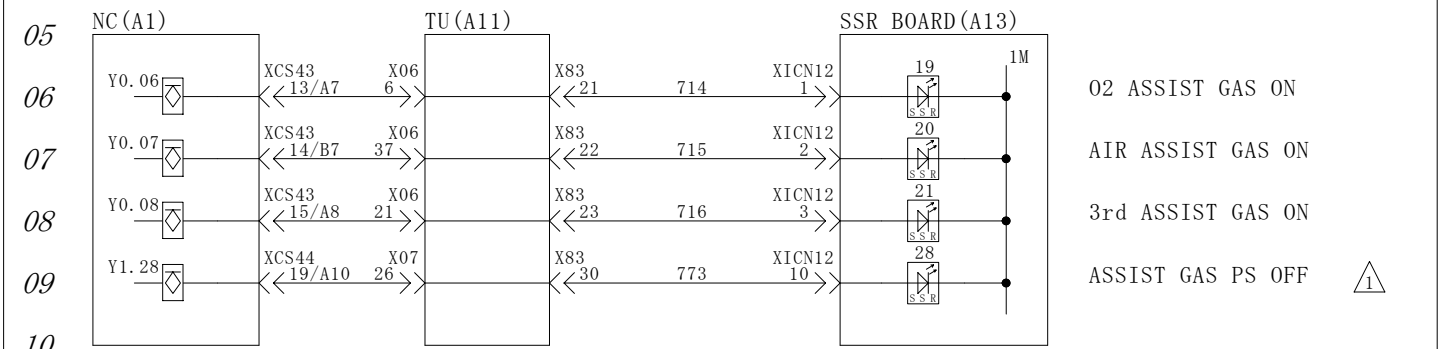 05 NC(A1) TU(A11) SSR BOARD(A13)
1M
Y0.06 XCS43 13/A7 X06 6 X83 21 714 XICN12 1 19 SSR O2 ASSIST GAS ON
06
Y0.07 XCS43 14/B7 X06 37 X83 22 715 XICN12 2 20 SSR AIR ASSIST GAS ON
07
Y0.08 XCS43 15/A8 X06 21 X83 23 716 XICN12 3 21 SSR 3rd ASSIST GAS ON
08
Y1.28 XCS44 19/A10 X07 26 X83 30 773 XICN12 10 28 SSR ASSIST GAS PS OFF 1
09
10